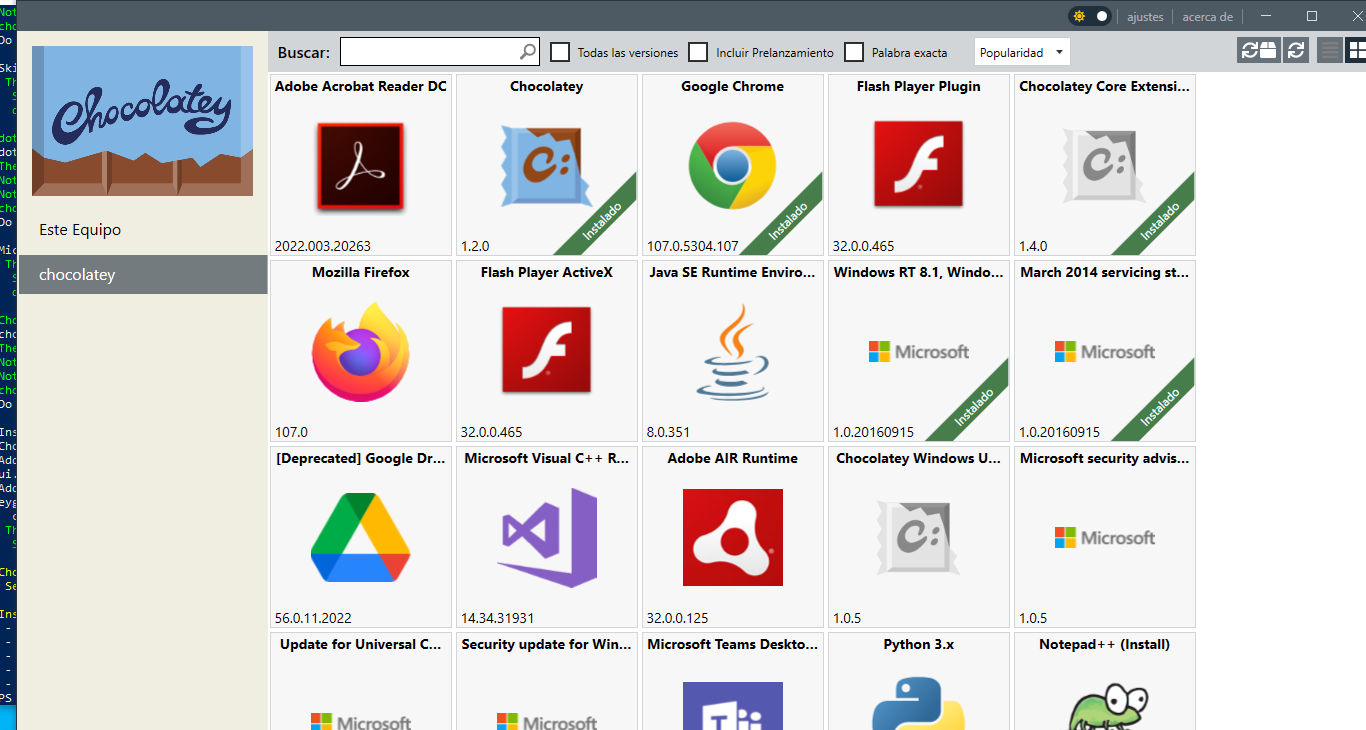 ajustes
acerca de
Chocolatey
Buscar:
Todas las versiones
Incluir Prelanzamiento
Palabra exacta
Popularidad
Este Equipo
chocolatey
Adobe Acrobat Reader DC
2022.003.20263
Chocolatey
C:
Instalado
1.2.0
Google Chrome
Instalado
107.0.5304.107
Flash Player Plugin
32.0.0.465
Chocolatey Core Extensi...
C:
Instalado
1.4.0
Mozilla Firefox
107.0
Flash Player ActiveX
32.0.0.465
Java SE Runtime Enviro...
8.0.351
Windows RT 8.1, Windo...
Microsoft
Instalado
1.0.20160915
March 2014 servicing st...
Microsoft
Instalado
1.0.20160915
[Deprecated] Google Dr...
56.0.11.2022
Microsoft Visual C++ R...
14.34.31931
Adobe AIR Runtime
32.0.0.125
Chocolatey Windows U...
C:
1.0.5
Microsoft security advis...
Microsoft
1.0.5
Update for Universal C...
Microsoft
Security update for Win...
Microsoft
Microsoft Teams Deskto...
Python 3.x
Notepad++ (Install)